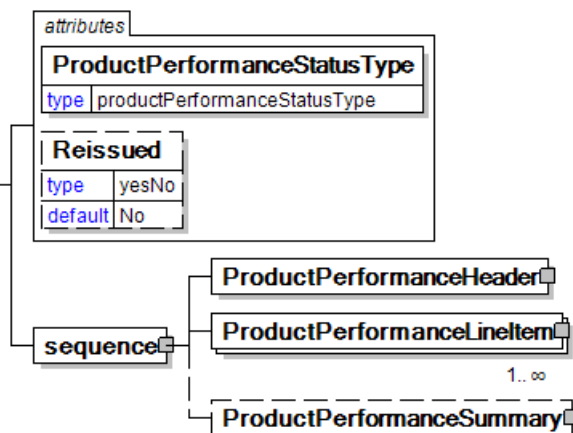 attributes
ProductPerformanceStatusType
type productPerformanceStatusType
Reissued
type yesNo
default No
ProductPerformanceHeader
sequence
ProductPerformanceLineItem
1..∞
ProductPerformanceSummary